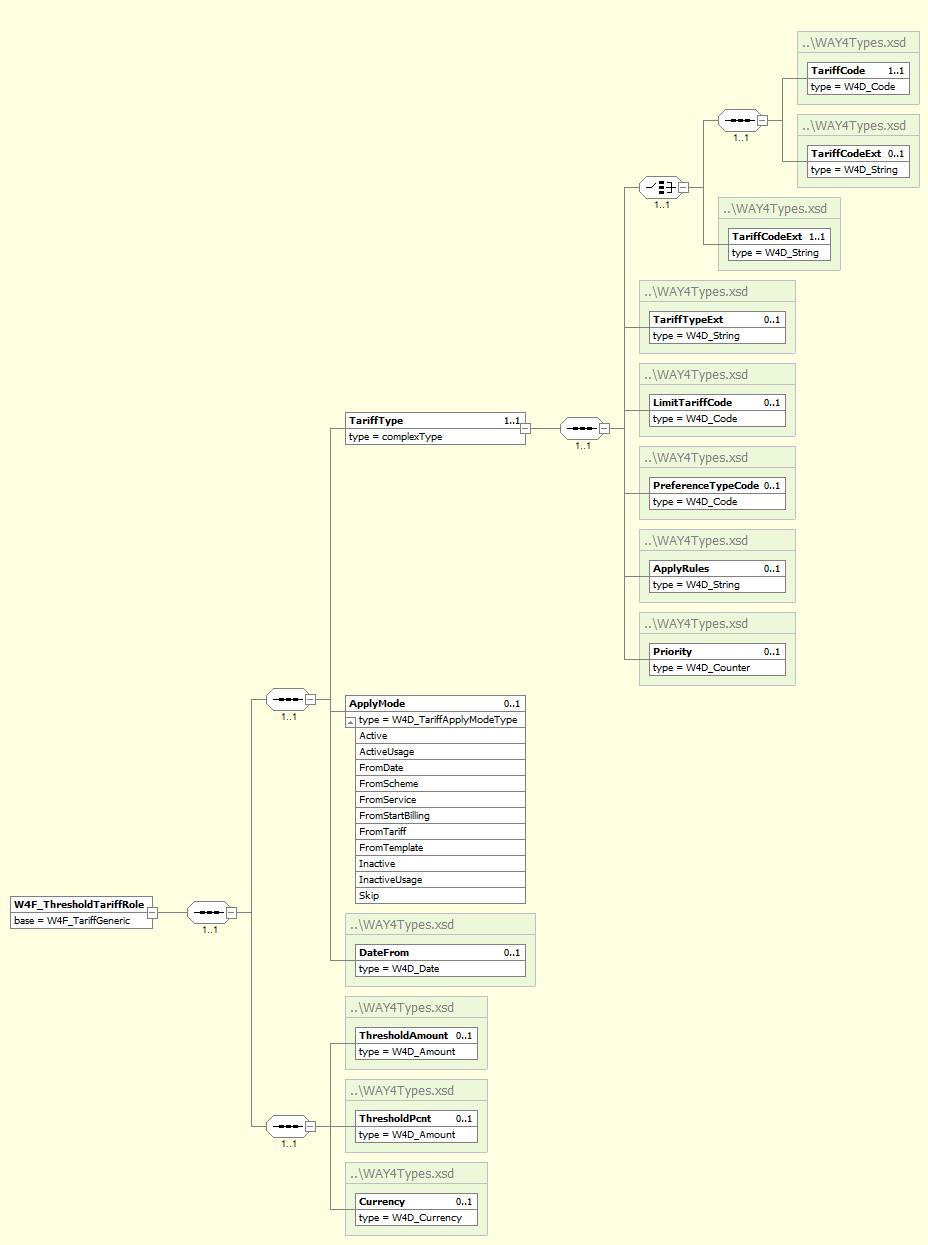 ..\WAY4Types.xsd
TariffCode 1..1
type = W4D_Code
1..1
..\WAY4Types.xsd
TariffCodeExt 0..1
type = W4D_String
1..1
..\WAY4Types.xsd
TariffCodeExt 1..1
type = W4D_String
..\WAY4Types.xsd
TariffTypeExt 0..1
type = W4D_String
..\WAY4Types.xsd
LimitTariffCode 0..1
type = W4D_Code
TariffType 1..1
type = complexType
1..1
..\WAY4Types.xsd
PreferenceTypeCode 0..1
type = W4D_Code
..\WAY4Types.xsd
ApplyRules 0..1
type = W4D_String
..\WAY4Types.xsd
Priority 0..1
type = W4D_Counter
1..1
ApplyMode 0..1
type = W4D_TariffApplyModeType
Active
ActiveUsage
FromDate
FromScheme
FromService
FromStartBilling
FromTariff
FromTemplate
Inactive
InactiveUsage
Skip
W4F_ThresholdTariffRole
base = W4F_TariffGeneric
1..1
..\WAY4Types.xsd
DateFrom 0..1
type = W4D_Date
..\WAY4Types.xsd
ThresholdAmount 0..1
type = W4D_Amount
..\WAY4Types.xsd
ThresholdPcnt 0..1
type = W4D_Amount
1..1
..\WAY4Types.xsd
Currency 0..1
type = W4D_Currency